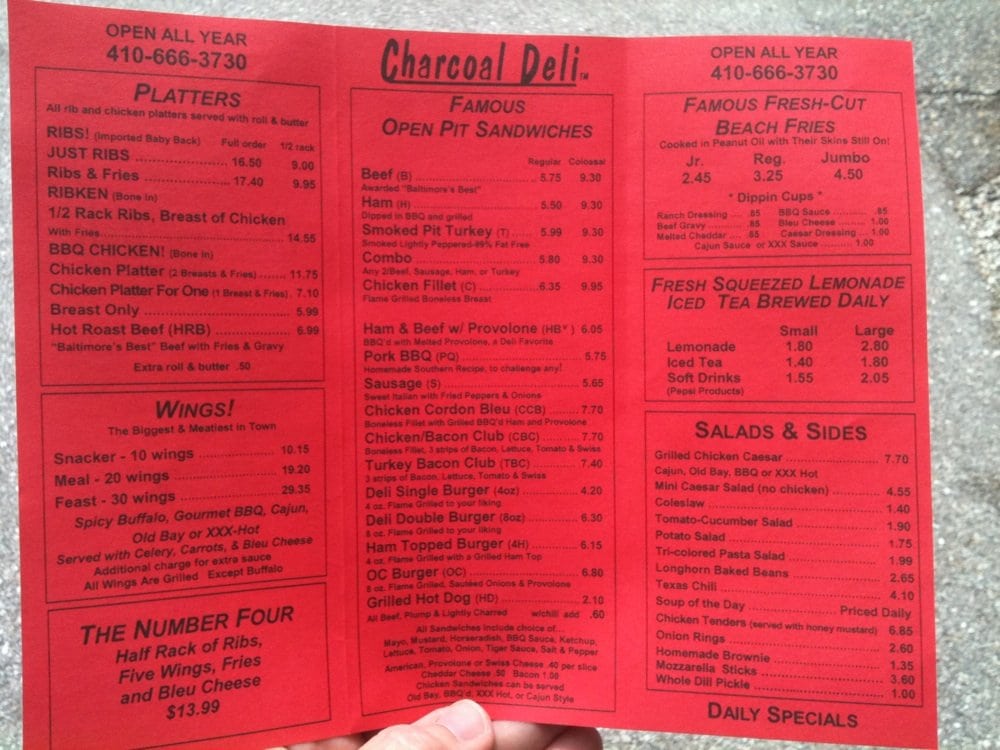 OPEN ALL YEAR
410-666-3730
PLATTERS
All rib and chicken platters served with roll & butter
RIBS! (Imported Baby Back) Full order 1/2 rack
JUST RIBS ................ 16.50 9.00
Ribs & Fries ................ 17.40 9.95
RIBKEN (Bone in)
1/2 Rack Ribs, Breast of Chicken
With Fries................ 14.55
BBQ CHICKEN! (Bone in)
Chicken Platter (2 Breasts & Fries)....... 11.75
Chicken Platter For One (1 Breast & Fries) . 7.10
Breast Only ................ 5.99
Hot Roast Beef (HRB) ................ 6.99
"Baltimore's Best" Beef with Fries & Gravy
Extra roll & butter .50
WINGS!
The Biggest & Meatiest in Town
Snacker - 10 wings ................ 10.15
Meal - 20 wings ................ 19.20
Feast - 30 wings ................ 29.35
Spicy Buffalo, Gourmet BBQ, Cajun,
Old Bay or XXX-Hot
Served with Celery, Carrots, & Bleu Cheese
Additional charge for extra sauce
All Wings Are Grilled Except Buffalo
THE NUMBER FOUR
Half Rack of Ribs,
Five Wings, Fries
and Bleu Cheese
$13.99
Charcoal Deli TM
FAMOUS
OPEN PIT SANDWICHES
Regular Colossal
Beef (B) ................ 5.75 9.30
Awarded "Baltimore's Best"
Ham (H) ................ 5.50 9.30
Dipped in BBQ and grilled
Smoked Pit Turkey (T) ........ 5.99 9.30
Smoked Lightly Peppered-99% Fat Free
Combo ................ 5.80 9.30
Any 2/Beef, Sausage, Ham, or Turkey
Chicken Fillet (C) ........ 6.35 9.95
Flame Grilled Boneless Breast
Ham & Beef w/ Provolone (HB*) 6.05
BBQ'd with Melted Provolone, a Deli Favorite
Pork BBQ (PQ) ................ 5.75
Homemade Southern Recipe, to challenge any!
Sausage (S) ................ 5.65
Sweet Italian with Fried Peppers & Onions
Chicken Cordon Bleu (CCB) ........ 7.70
Boneless Fillet with Grilled BBQ'd Ham and Provolone
Chicken/Bacon Club (CBC) ........ 7.70
Boneless Fillet, 3 strips of Bacon, Lettuce, Tomato & Swiss
Turkey Bacon Club (TBC) ........ 7.40
3 strips of Bacon, Lettuce, Tomato & Swiss
Deli Single Burger (4oz) ........ 4.20
4 oz. Flame Grilled to your liking
Deli Double Burger (8oz) ........ 6.30
8 oz. Flame Grilled to your liking
Ham Topped Burger (4H) ........ 6.15
4 oz. Flame Grilled with a Grilled Ham Top
OC Burger (OC) ................ 6.80
8 oz. Flame Grilled, Sautéed Onions & Provolone
Grilled Hot Dog (HD) ................ 2.10
All Beef, Plump & Lightly Charred w/chili add .60
All Sandwiches include choice of...
Mayo, Mustard, Horseradish, BBQ Sauce, Ketchup,
Lettuce, Tomato, Onion, Tiger Sauce, Salt & Pepper
American, Provolone or Swiss Cheese .40 per slice
Cheddar Cheese .50 Bacon 1.00
Chicken Sandwiches can be served
Old Bay, BBQ'd, XXX Hot, or Cajun Style
OPEN ALL YEAR
410-666-3730
FAMOUS FRESH-CUT
BEACH FRIES
Cooked in Peanut Oil with Their Skins Still On!
Jr. Reg. Jumbo
2.45 3.25 4.50
* Dippin Cups *
Ranch Dressing .... .85 BBQ Sauce .......... .85
Beef Gravy ........... .85 Bleu Cheese ....... 1.00
Melted Cheddar ... .85 Caesar Dressing .... 1.00
Cajun Sauce or XXX Sauce ........ 1.00
FRESH SQUEEZED LEMONADE
ICED TEA BREWED DAILY
Small Large
Lemonade 1.80 2.80
Iced Tea 1.40 1.80
Soft Drinks 1.55 2.05
(Pepsi Products)
SALADS & SIDES
Grilled Chicken Caesar ................ 7.70
Cajun, Old Bay, BBQ or XXX Hot
Mini Caesar Salad (no chicken) ........ 4.55
Coleslaw ................ 1.40
Tomato-Cucumber Salad ................ 1.90
Potato Salad ................ 1.75
Tri-colored Pasta Salad ................ 1.99
Longhorn Baked Beans ................ 2.65
Texas Chili ................ 4.10
Soup of the Day ................ Priced Daily
Chicken Tenders (served with honey mustard) .. 6.85
Onion Rings ................ 2.60
Homemade Brownie ................ 1.35
Mozzarella Sticks ................ 3.60
Whole Dill Pickle ................ 1.00
DAILY SPECIALS